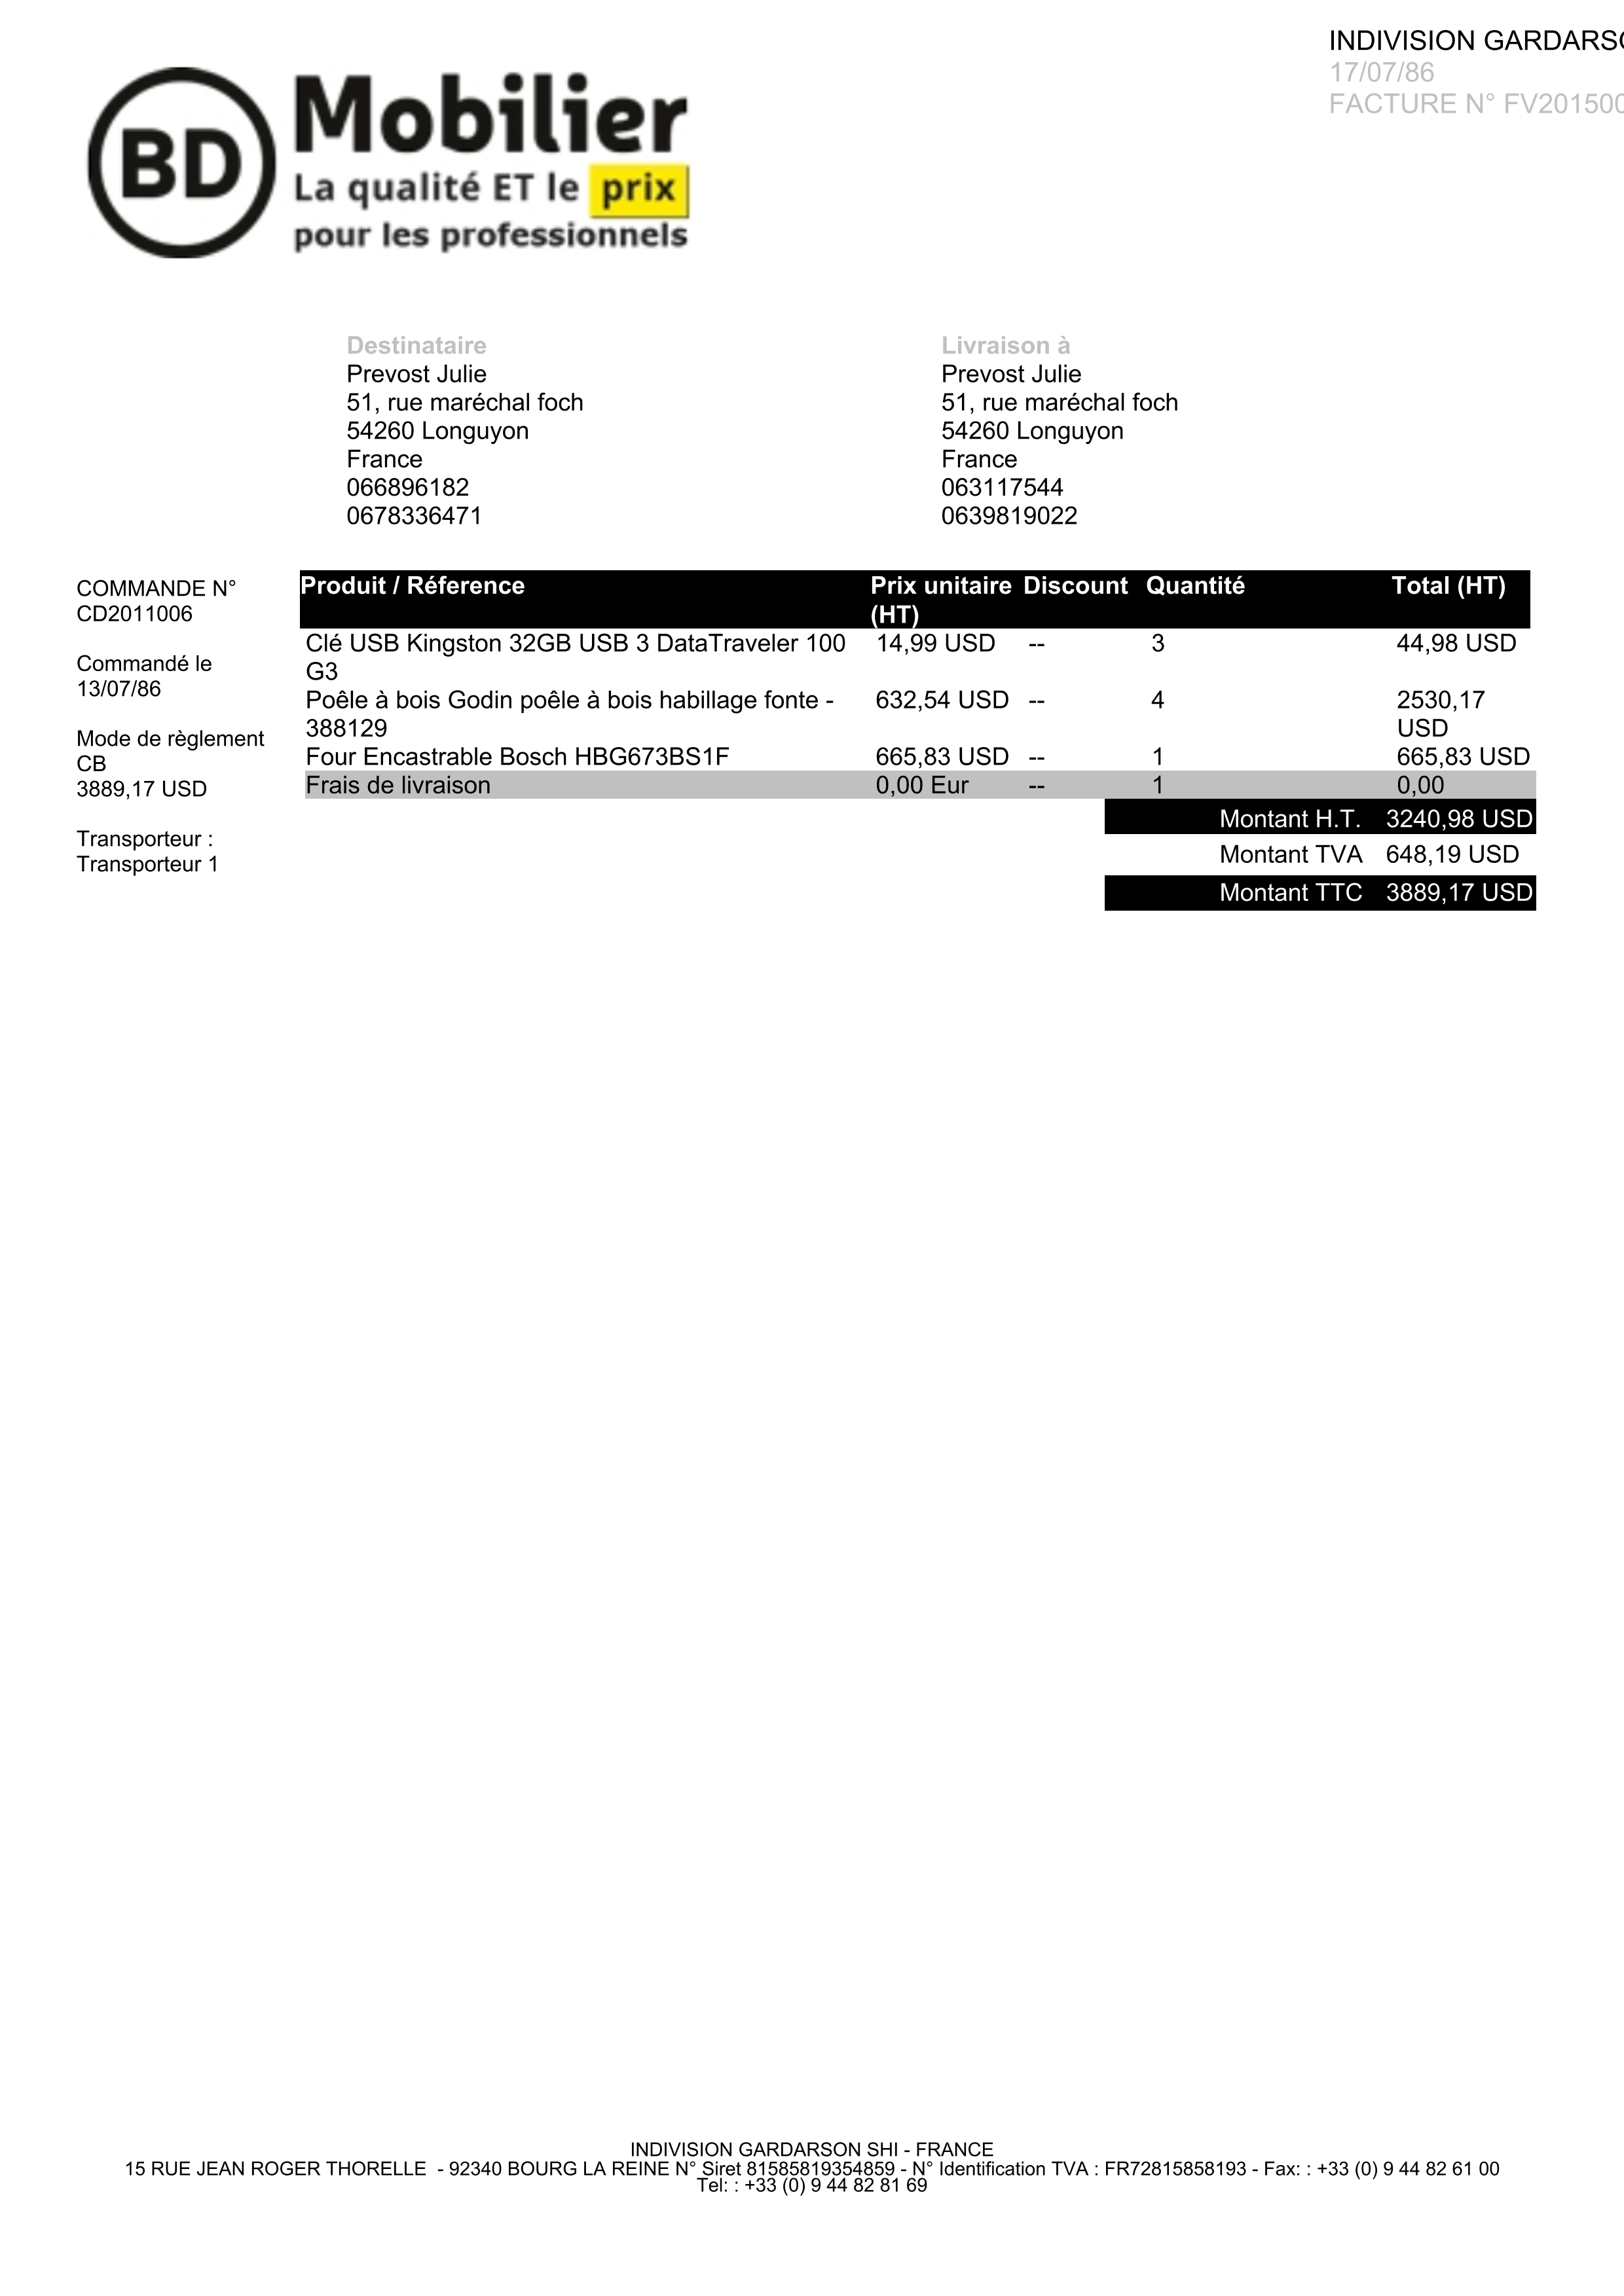 INDIVISION GARDARSO
17/07/86
FACTURE N° FV201500
BD
Mobilier
La qualité ET le prix
pour les professionnels
Destinataire
Prevost Julie
51, rue maréchal foch
54260 Longuyon
France
066896182
0678336471
Livraison à
Prevost Julie
51, rue maréchal foch
54260 Longuyon
France
063117544
0639819022
COMMANDE N°
CD2011006
Commandé le
13/07/86
Mode de règlement
CB
3889,17 USD
Transporteur :
Transporteur 1
Produit / Réference Prix unitaire (HT) Discount Quantité Total (HT)
Clé USB Kingston 32GB USB 3 DataTraveler 100 14,99 USD -- 3 44,98 USD
G3
Poêle à bois Godin poêle à bois habillage fonte - 632,54 USD -- 4 2530,17
388129 USD
Four Encastrable Bosch HBG673BS1F 665,83 USD -- 1 665,83 USD
Frais de livraison 0,00 Eur -- 1 0,00
Montant H.T. 3240,98 USD
Montant TVA 648,19 USD
Montant TTC 3889,17 USD
INDIVISION GARDARSON SHI - FRANCE
15 RUE JEAN ROGER THORELLE - 92340 BOURG LA REINE N° Siret 81585819354859 - N° Identification TVA : FR72815858193 - Fax: : +33 (0) 9 44 82 61 00
Tel: : +33 (0) 9 44 82 81 69